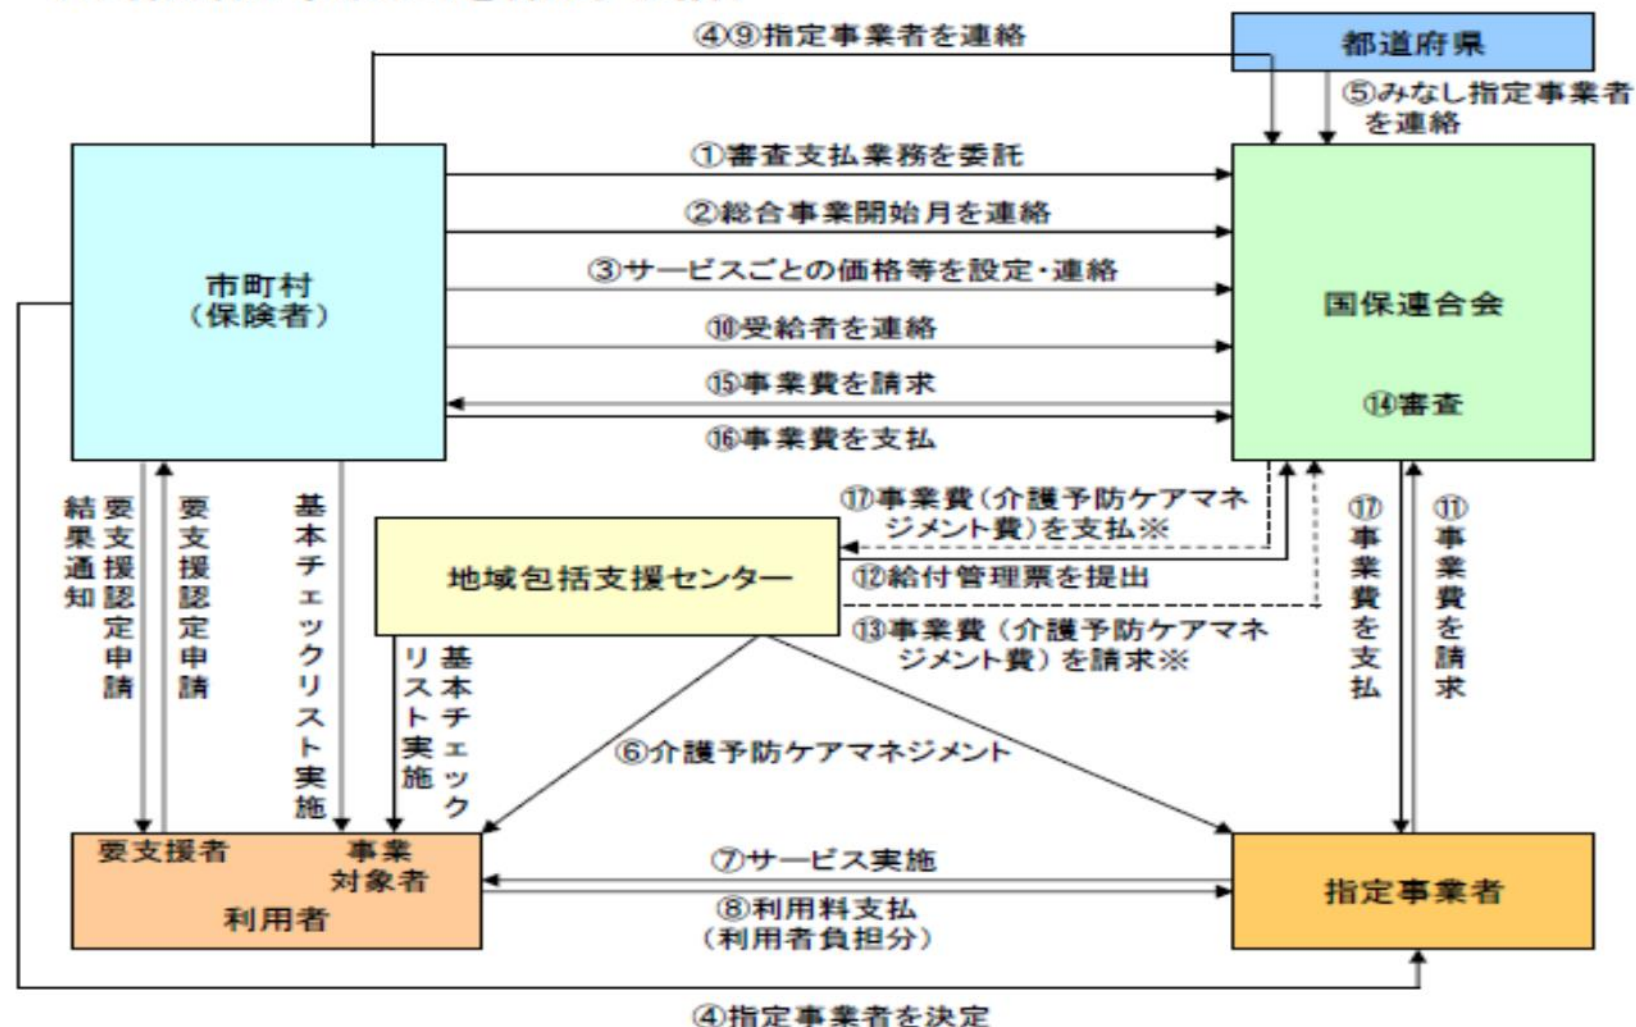 ④⑨指定事業者を連絡
都道府県
⑤みなし指定事業者
を連絡
①審査支払業務を委託
②総合事業開始月を連絡
③サービスごとの価格等を設定・連絡
市町村
（保険者）
国保連合会
⑩受給者を連絡
⑮事業費を請求
⑭審査
⑯事業費を支払
要支援認定申請
結果通知
要支援認定申請
基本チェックリスト実施
⑰事業費（介護予防ケアマネ
ジメント費）を支払※
地域包括支援センター
⑫給付管理票を提出
⑬事業費（介護予防ケアマネ
ジメント費）を請求※
⑰事業費を支払
⑪事業費を請求
基本チェック
リスト実施
⑥介護予防ケアマネジメント
要支援者
事業
対象者
利用者
⑦サービス実施
⑧利用料支払
（利用者負担分）
指定事業者
④指定事業者を決定